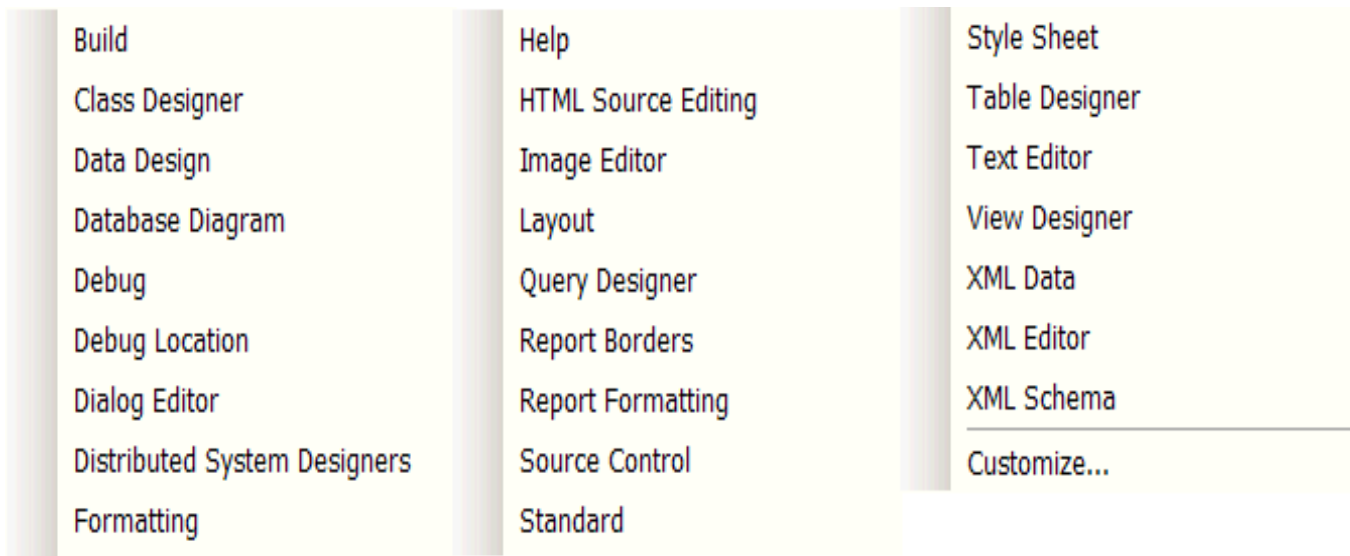 Build
Class Designer
Data Design
Database Diagram
Debug
Debug Location
Dialog Editor
Distributed System Designers
Formatting
Help
HTML Source Editing
Image Editor
Layout
Query Designer
Report Borders
Report Formatting
Source Control
Standard
Style Sheet
Table Designer
Text Editor
View Designer
XML Data
XML Editor
XML Schema
Customize...